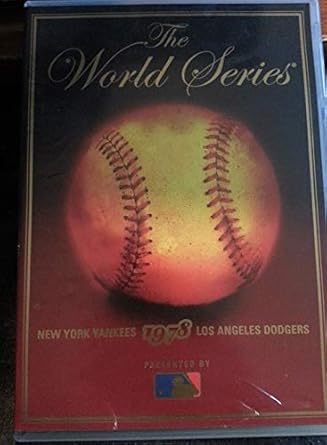 The
World Series®
NEW YORK YANKEES 1978 LOS ANGELES DODGERS
PRESENTED BY